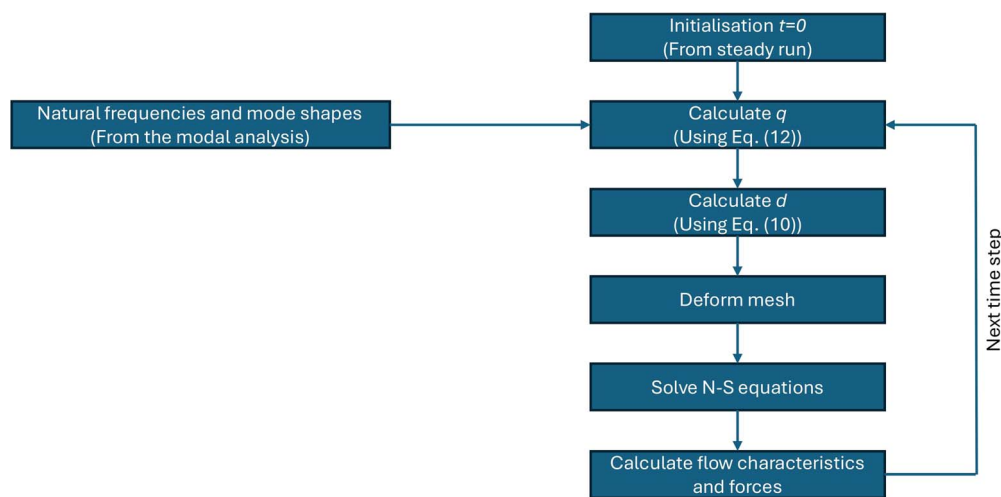 Initialisation t=0
(From steady run)
Natural frequencies and mode shapes
(From the modal analysis)
Calculate q
(Using Eq. (12))
Calculate d
(Using Eq. (10))
Deform mesh
Solve N-S equations
Calculate flow characteristics
and forces
Next time step